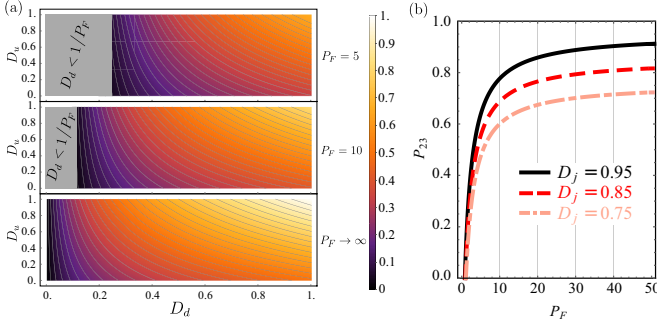 (a)
D_u
1.
0.8
0.6
0.4
0.2
0.
D_d < 1/P_F
P_F = 5
D_u
1.
0.8
0.6
0.4
0.2
0.
D_d < 1/P_F
P_F = 10
D_u
1.
0.8
0.6
0.4
0.2
0.
P_F → ∞
0. 0.2 0.4 0.6 0.8 1.
D_d
1.
0.9
0.8
0.7
0.6
0.5
0.4
0.3
0.2
0.1
0
(b)
P_23
1.0
0.8
0.6
0.4
0.2
0.0
D_j = 0.95
D_j = 0.85
D_j = 0.75
0 10 20 30 40 50
P_F